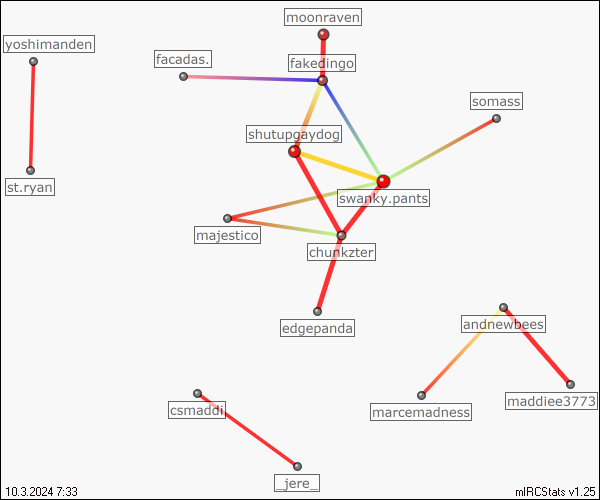 moonraven
yoshimanden
facadas.
fakedingo
somass
shutupgaydog
st.ryan
swanky.pants
majestico
chunkzter
edgepanda
andnewbees
maddiee3773
csmaddi
marcemadness
_jere_
10.3.2024 7:33
mIRCStats v1.25